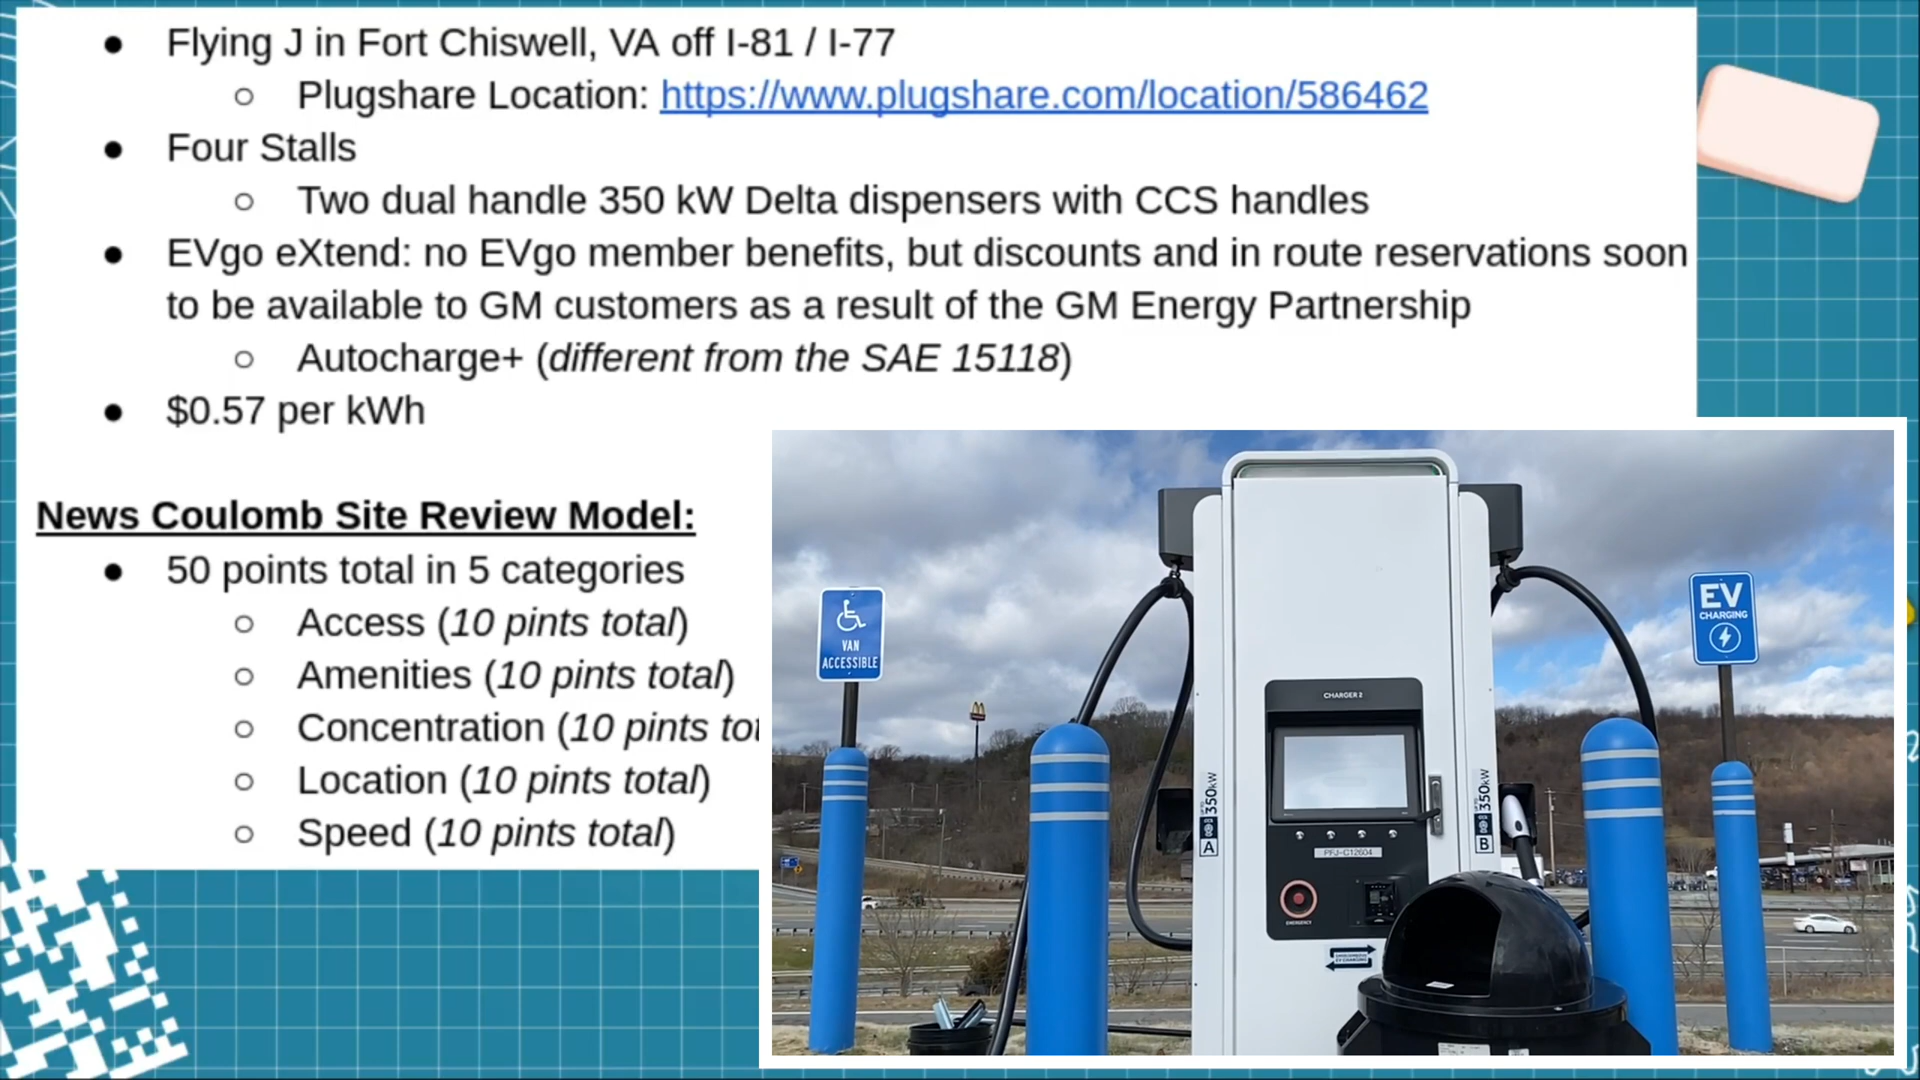 ● Flying J in Fort Chiswell, VA off I-81 / I-77
○ Plugshare Location: https://www.plugshare.com/location/586462
● Four Stalls
○ Two dual handle 350 kW Delta dispensers with CCS handles
● EVgo eXtend: no EVgo member benefits, but discounts and in route reservations soon
to be available to GM customers as a result of the GM Energy Partnership
○ Autocharge+ (different from the SAE 15118)
● $0.57 per kWh
News Coulomb Site Review Model:
● 50 points total in 5 categories
○ Access (10 pints total)
○ Amenities (10 pints total)
○ Concentration (10 pints tot
○ Location (10 pints total)
○ Speed (10 pints total)
VAN
ACCESSIBLE
EV
CHARGING
CHARGER 2
350kW
A
350kW
B
PFJ-C12604
EMERGENCY